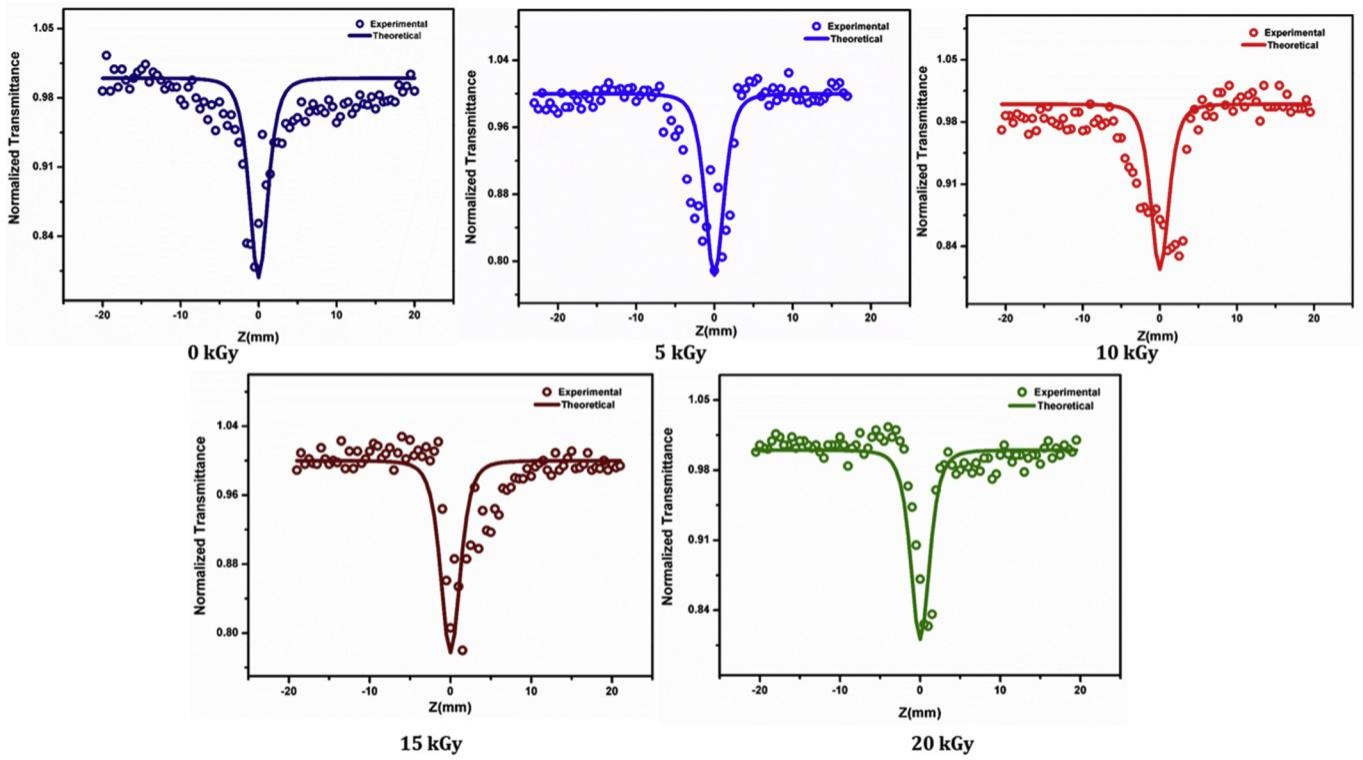 Experimental
Theoretical
Normalized Transmittance
1.05
0.98
0.91
0.84
-20 -10 0 10 20
Z(mm)
0 kGy
Experimental
Theoretical
Normalized Transmittance
1.04
0.96
0.88
0.80
-20 -10 0 10 20
Z(mm)
5 kGy
Experimental
Theoretical
Normalized Transmittance
1.05
0.98
0.91
0.84
-20 -10 0 10 20
Z(mm)
10 kGy
Experimental
Theoretical
Normalized Transmittance
1.04
0.96
0.88
0.80
-20 -10 0 10 20
Z(mm)
15 kGy
Experimental
Theoretical
Normalized Transmittance
1.05
0.98
0.91
0.84
-20 -10 0 10 20
Z(mm)
20 kGy